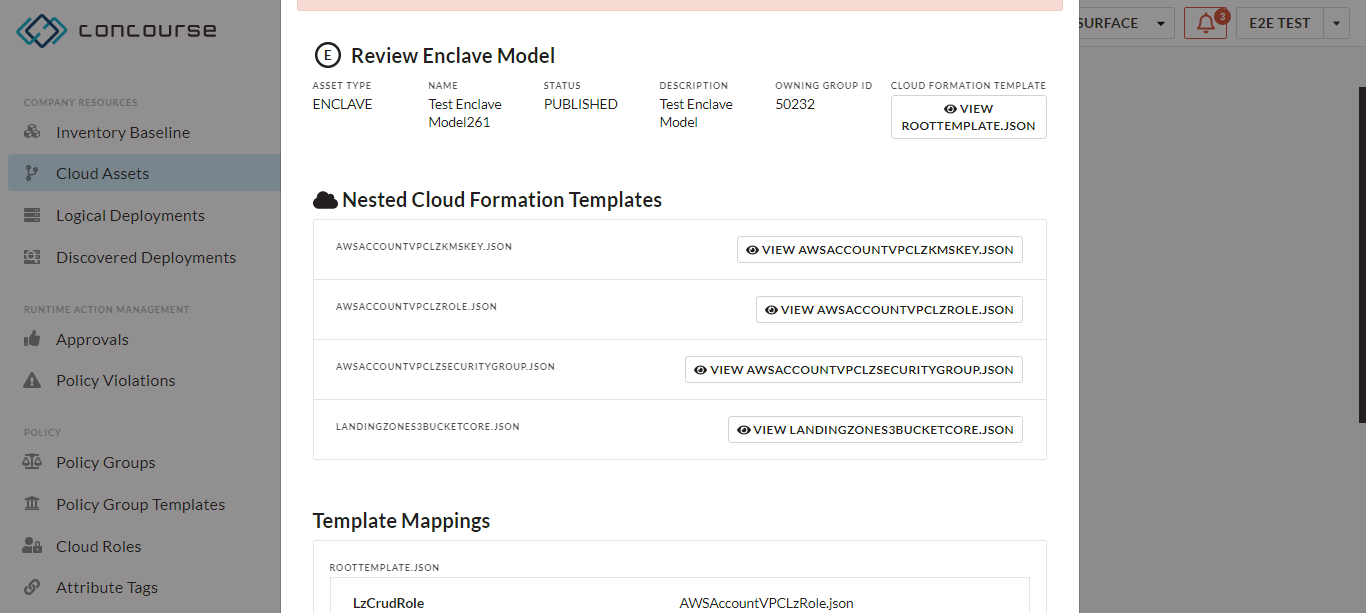 concourse
SURFACE
3
E2E TEST
COMPANY RESOURCES
Inventory Baseline
Cloud Assets
Logical Deployments
Discovered Deployments
RUNTIME ACTION MANAGEMENT
Approvals
Policy Violations
POLICY
Policy Groups
Policy Group Templates
Cloud Roles
Attribute Tags
E Review Enclave Model
ASSET TYPE
ENCLAVE
NAME
Test Enclave
Model261
STATUS
PUBLISHED
DESCRIPTION
Test Enclave
Model
OWNING GROUP ID
50232
CLOUD FORMATION TEMPLATE
VIEW
ROOTTEMPLATE.JSON
Nested Cloud Formation Templates
AWSACCOUNTVPCLZKMSKEY.JSON VIEW AWSACCOUNTVPCLZKMSKEY.JSON
AWSACCOUNTVPCLZROLE.JSON VIEW AWSACCOUNTVPCLZROLE.JSON
AWSACCOUNTVPCLZSECURITYGROUP.JSON VIEW AWSACCOUNTVPCLZSECURITYGROUP.JSON
LANDINGZONES3BUCKETCORE.JSON VIEW LANDINGZONES3BUCKETCORE.JSON
Template Mappings
ROOTTEMPLATE.JSON
LzCrudRole AWSAccountVPCLzRole.json